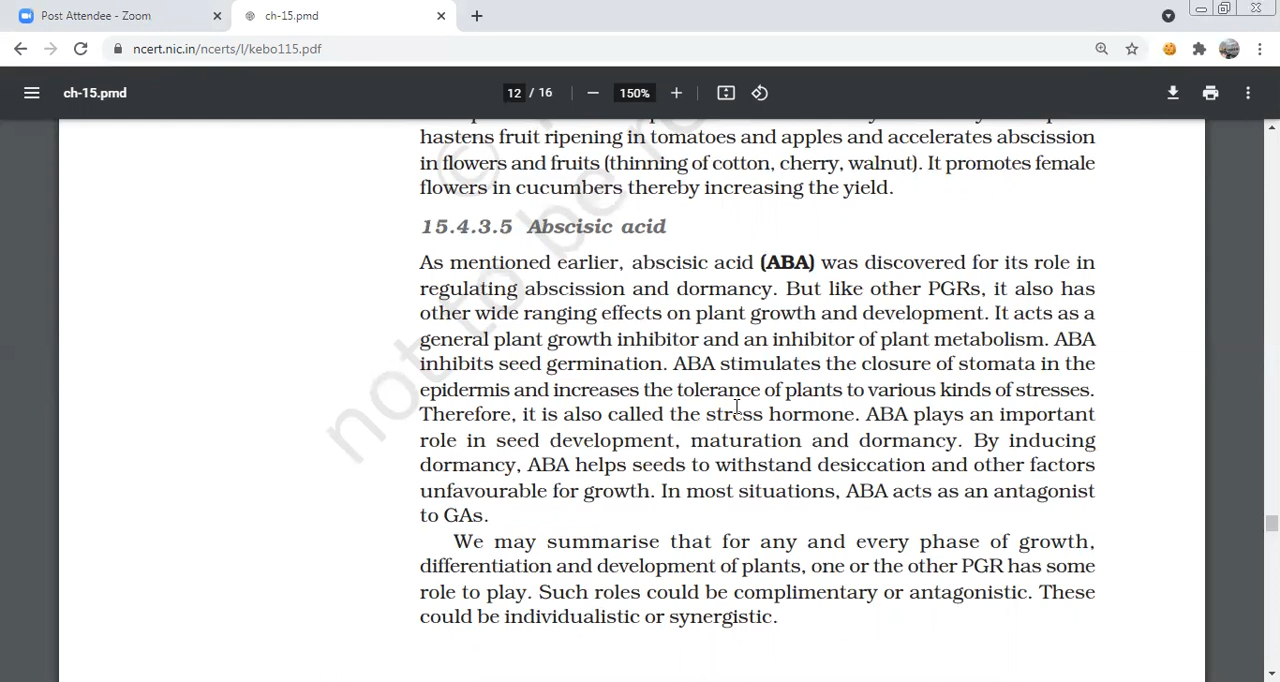 Post Attendee - Zoom
ch-15.pmd
ncert.nic.in/ncerts/l/kebo115.pdf
ch-15.pmd
12 / 16
150%
hastens fruit ripening in tomatoes and apples and accelerates abscission
in flowers and fruits (thinning of cotton, cherry, walnut). It promotes female
flowers in cucumbers thereby increasing the yield.
15.4.3.5 Abscisic acid
As mentioned earlier, abscisic acid (ABA) was discovered for its role in
regulating abscission and dormancy. But like other PGRs, it also has
other wide ranging effects on plant growth and development. It acts as a
general plant growth inhibitor and an inhibitor of plant metabolism. ABA
inhibits seed germination. ABA stimulates the closure of stomata in the
epidermis and increases the tolerance of plants to various kinds of stresses.
Therefore, it is also called the stress hormone. ABA plays an important
role in seed development, maturation and dormancy. By inducing
dormancy, ABA helps seeds to withstand desiccation and other factors
unfavourable for growth. In most situations, ABA acts as an antagonist
to GAs.
We may summarise that for any and every phase of growth,
differentiation and development of plants, one or the other PGR has some
role to play. Such roles could be complimentary or antagonistic. These
could be individualistic or synergistic.
©
not to be re